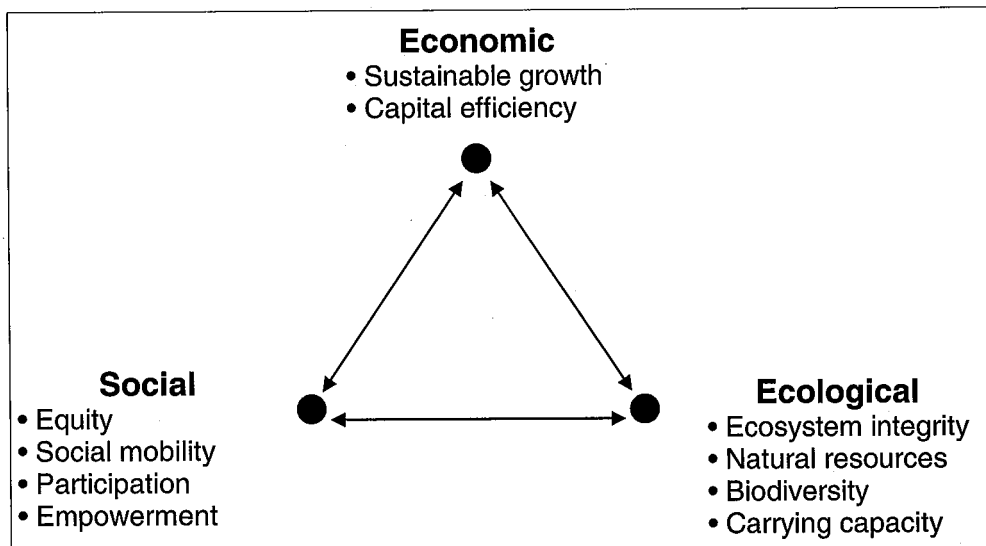 Economic
• Sustainable growth
• Capital efficiency
Social
• Equity
• Social mobility
• Participation
• Empowerment
Ecological
• Ecosystem integrity
• Natural resources
• Biodiversity
• Carrying capacity